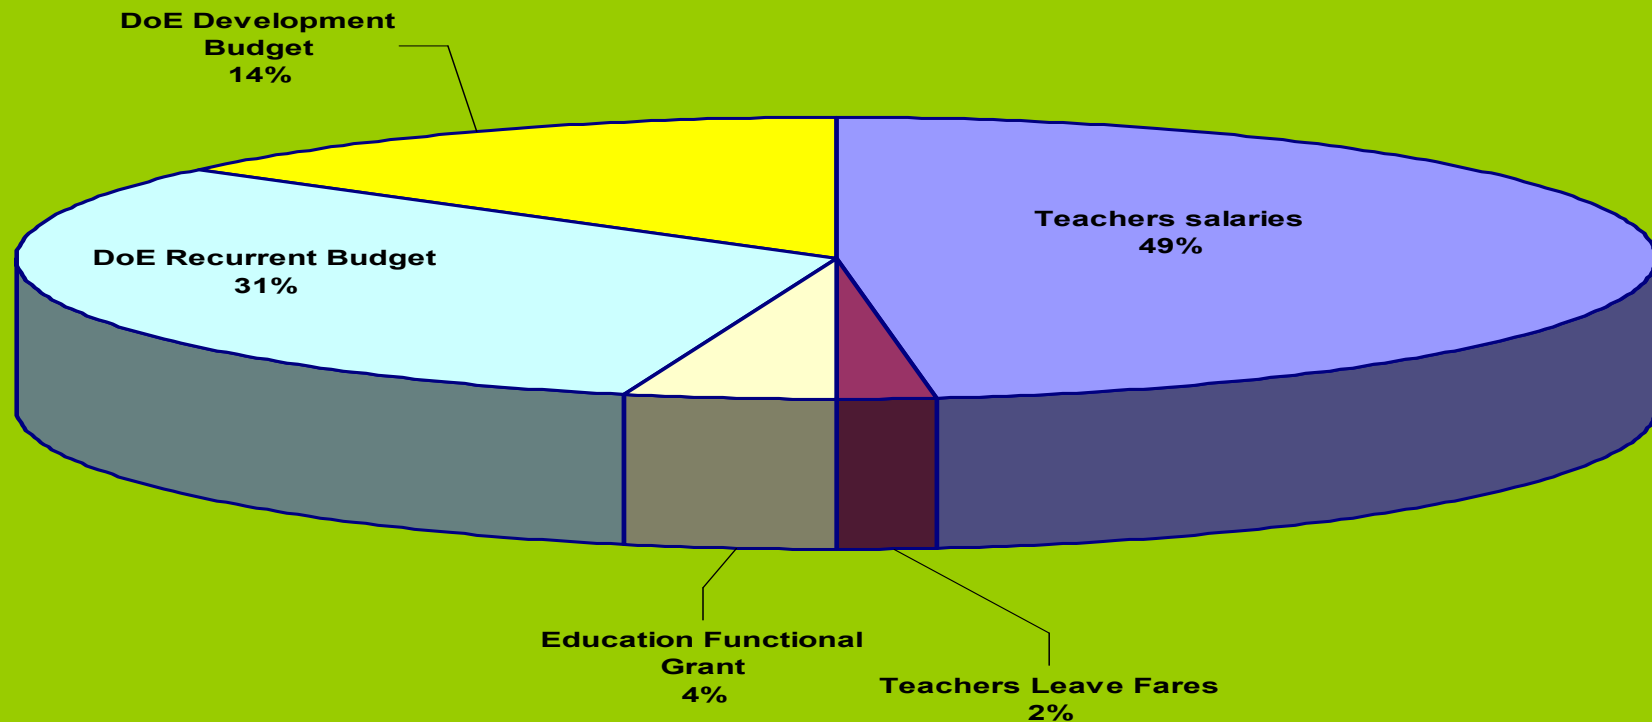 DoE Development
Budget
14%
Teachers salaries
49%
DoE Recurrent Budget
31%
Education Functional
Grant
4%
Teachers Leave Fares
2%